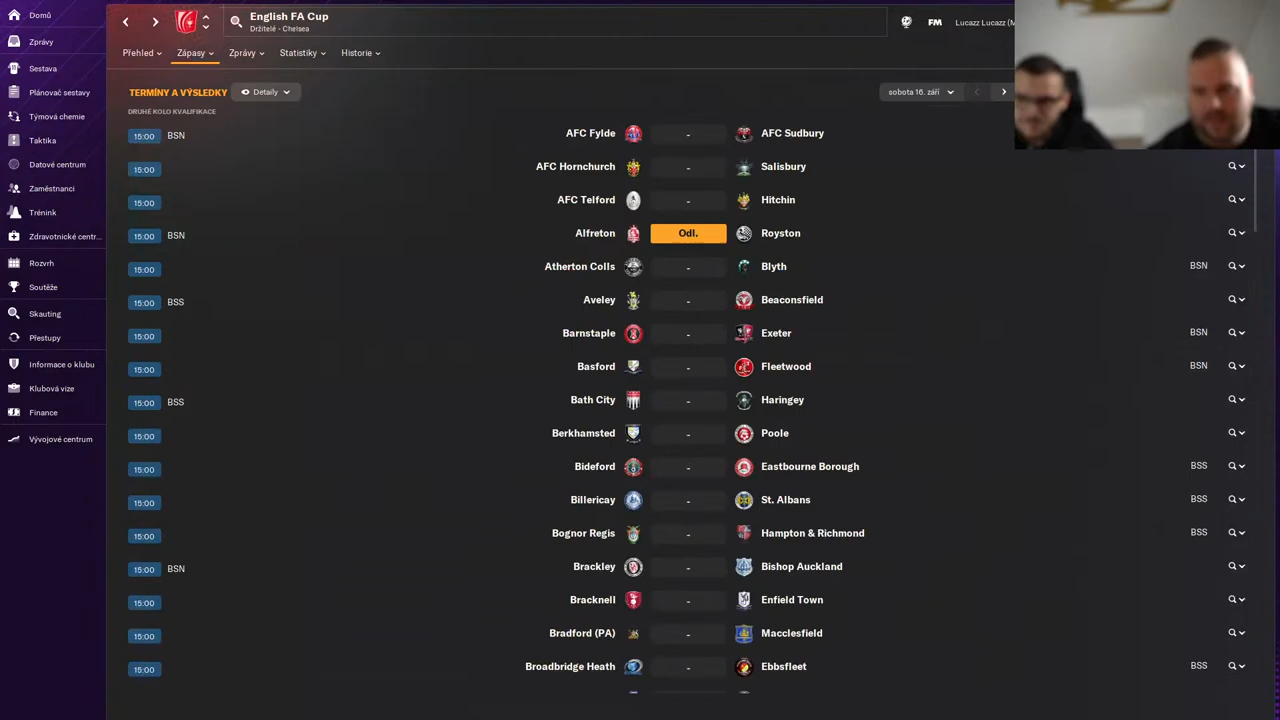 Domů
Zprávy
Sestava
Plánovač sestavy
Týmová chemie
Taktika
Datové centrum
Zaměstnanci
Trénink
Zdravotnické centr...
Rozvrh
Soutěže
Skauting
Přestupy
Informace o klubu
Klubová vize
Finance
Vývojové centrum
English FA Cup
Držitelé - Chelsea
FM Lucazz Lucazz (M
Přehled Zápasy Zprávy Statistiky Historie
TERMÍNY A VÝSLEDKY Detaily sobota 16. září
DRUHÉ KOLO KVALIFIKACE
15:00 BSN AFC Fylde - AFC Sudbury
15:00 AFC Hornchurch - Salisbury
15:00 AFC Telford - Hitchin
15:00 BSN Alfreton Odl. Royston
15:00 Atherton Colls - Blyth BSN
15:00 BSS Aveley - Beaconsfield
15:00 Barnstaple - Exeter BSN
15:00 Basford - Fleetwood BSN
15:00 BSS Bath City - Haringey
15:00 Berkhamsted - Poole
15:00 Bideford - Eastbourne Borough BSS
15:00 Billericay - St. Albans BSS
15:00 Bognor Regis - Hampton & Richmond BSS
15:00 BSN Brackley - Bishop Auckland
15:00 Bracknell - Enfield Town
15:00 Bradford (PA) - Macclesfield
15:00 Broadbridge Heath - Ebbsfleet BSS